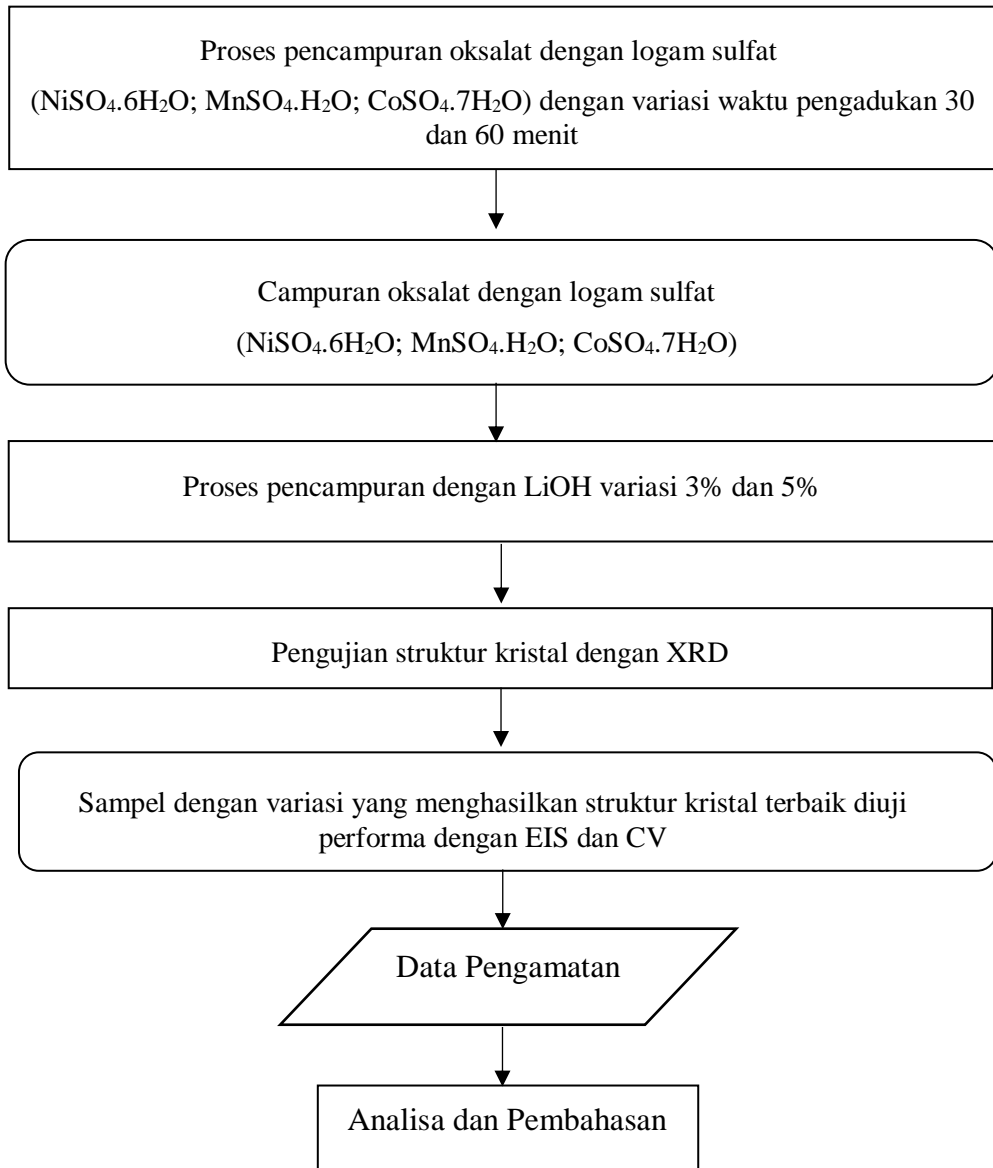 Proses pencampuran oksalat dengan logam sulfat
(NiSO₄.6H₂O; MnSO₄.H₂O; CoSO₄.7H₂O) dengan variasi waktu pengadukan 30
dan 60 menit
Campuran oksalat dengan logam sulfat
(NiSO₄.6H₂O; MnSO₄.H₂O; CoSO₄.7H₂O)
Proses pencampuran dengan LiOH variasi 3% dan 5%
Pengujian struktur kristal dengan XRD
Sampel dengan variasi yang menghasilkan struktur kristal terbaik diuji
performa dengan EIS dan CV
Data Pengamatan
Analisa dan Pembahasan